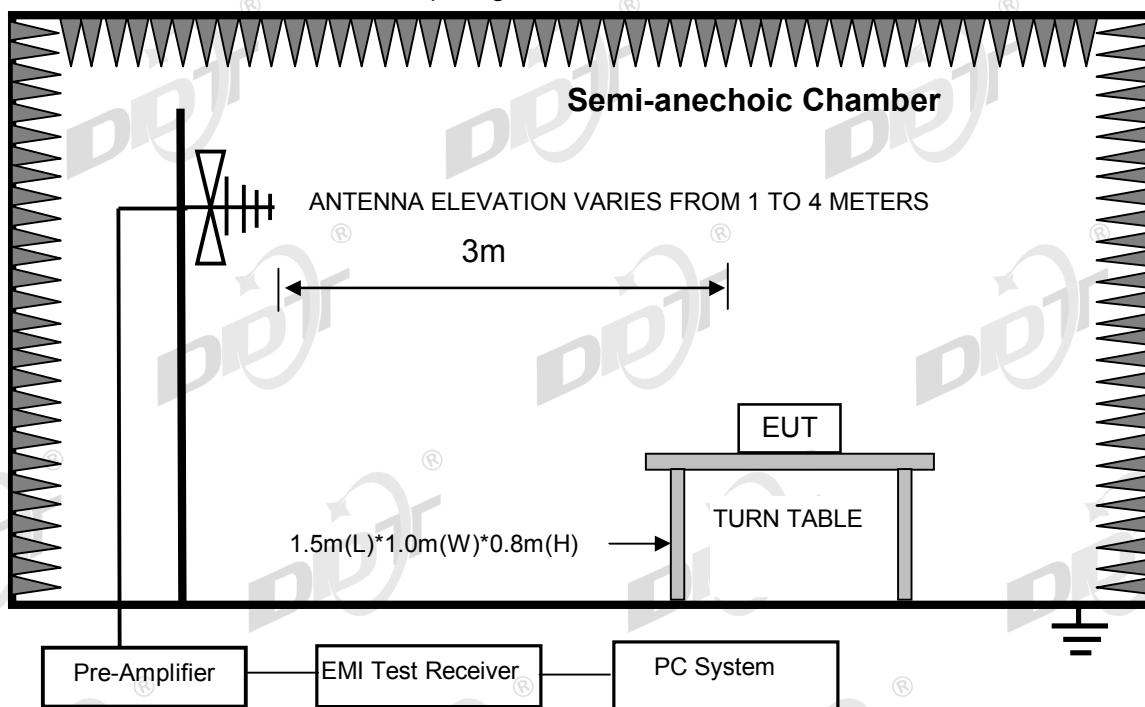 Semi-anechoic Chamber
ANTENNA ELEVATION VARIES FROM 1 TO 4 METERS
3m
EUT
TURN TABLE
1.5m(L)*1.0m(W)*0.8m(H)
Pre-Amplifier
EMI Test Receiver
PC System
DDT®